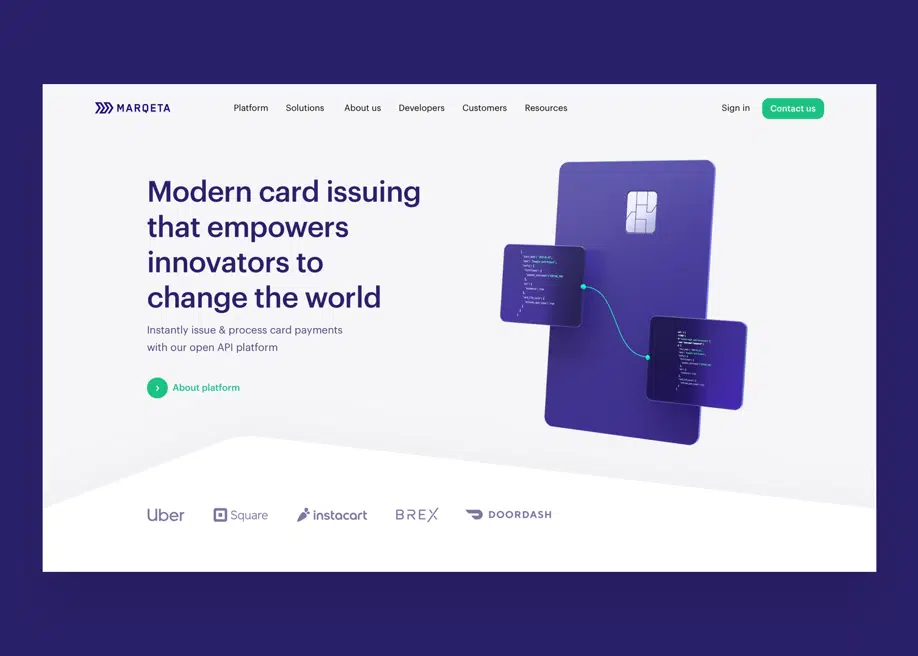 MARQETA
Platform Solutions About us Developers Customers Resources
Sign in Contact us
Modern card issuing
that empowers
innovators to
change the world
Instantly issue & process card payments
with our open API platform
About platform
Uber Square instacart BREX DOORDASH